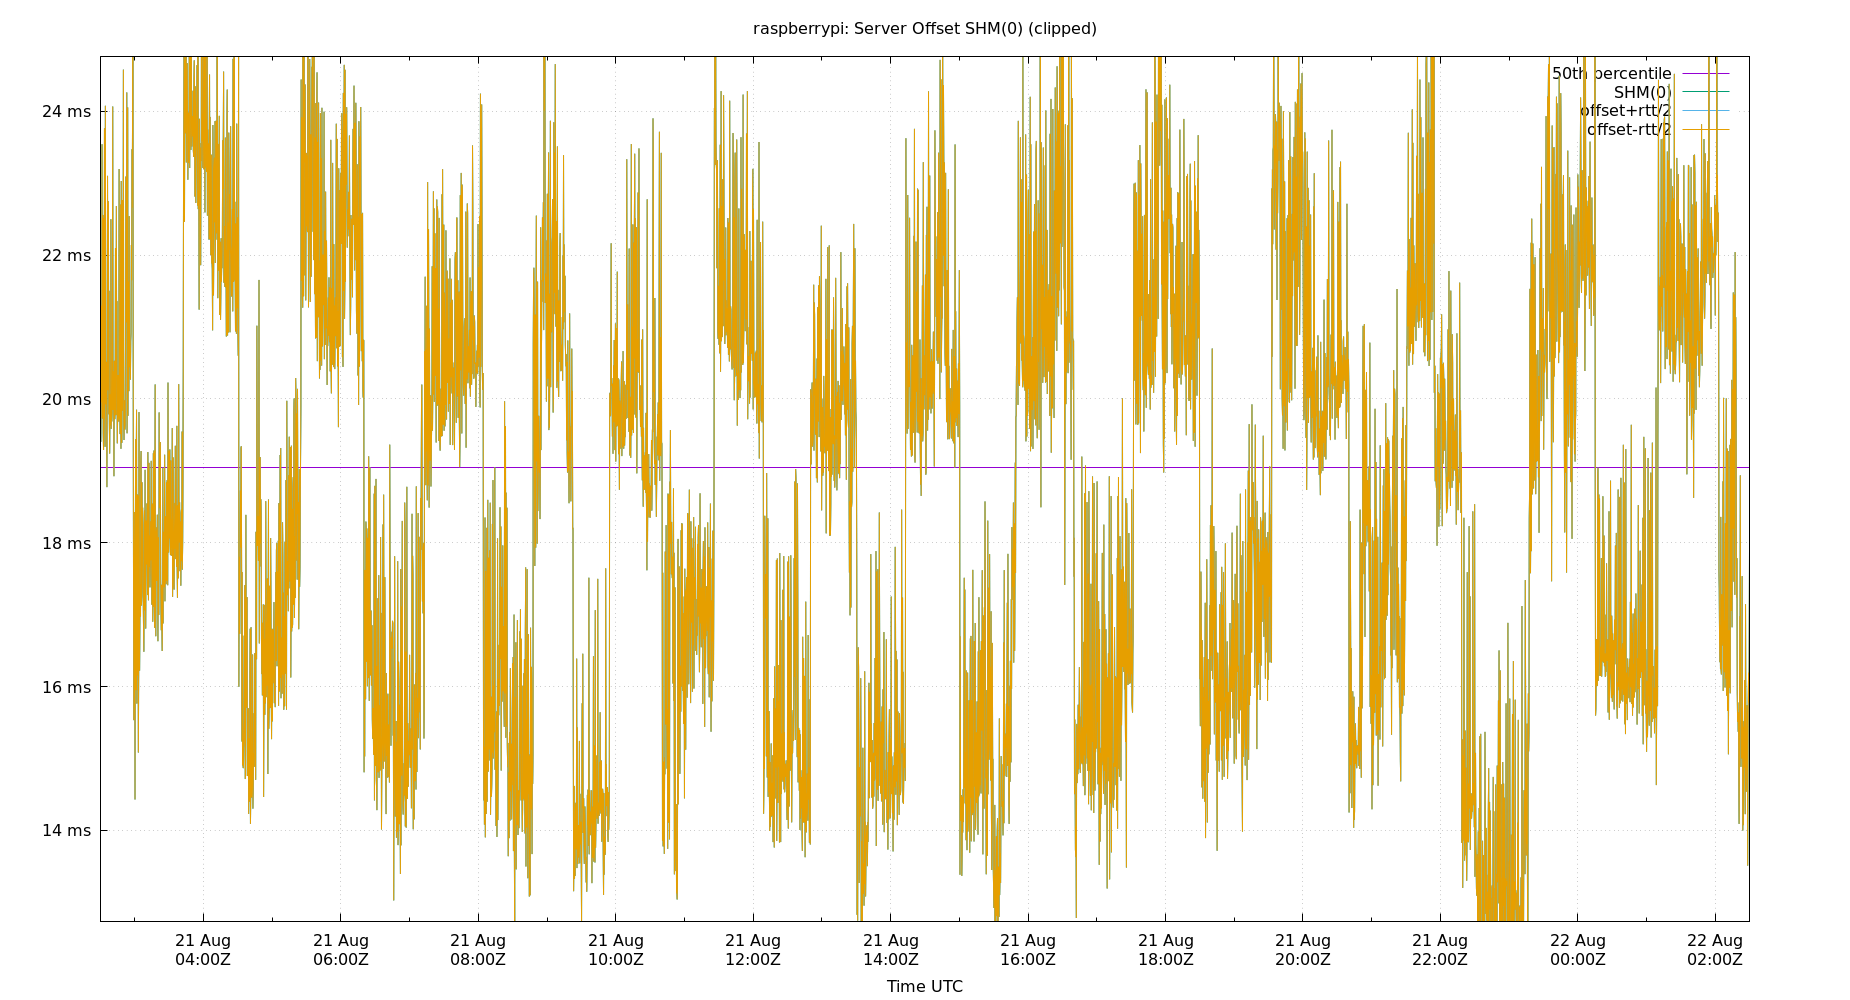 raspberrypi: Server Offset SHM(0) (clipped)
50th percentile
SHM(0)
offset+rtt/2
offset-rtt/2
24 ms
22 ms
20 ms
18 ms
16 ms
14 ms
21 Aug 21 Aug 21 Aug 21 Aug 21 Aug 21 Aug 21 Aug 21 Aug 21 Aug 21 Aug 22 Aug 22 Aug
04:00Z 06:00Z 08:00Z 10:00Z 12:00Z 14:00Z 16:00Z 18:00Z 20:00Z 22:00Z 00:00Z 02:00Z
Time UTC